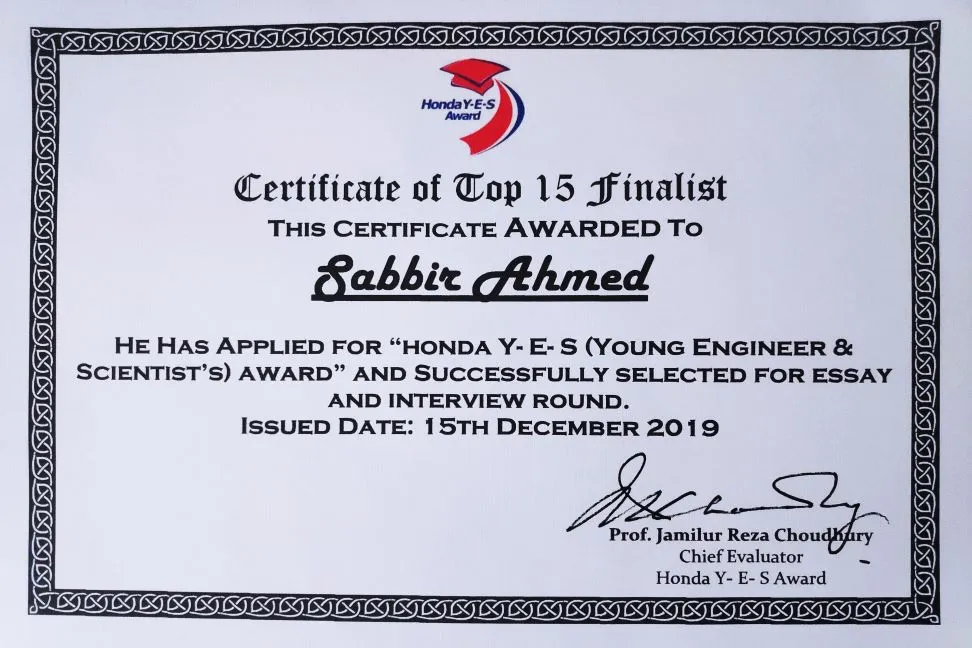 Honda Y-E-S
Award
Certificate of Top 15 Finalist
THIS CERTIFICATE AWARDED TO
Sabbir Ahmed
HE HAS APPLIED FOR “HONDA Y- E- S (YOUNG ENGINEER &
SCIENTIST’S) AWARD” AND SUCCESSFULLY SELECTED FOR ESSAY
AND INTERVIEW ROUND.
ISSUED DATE: 15TH DECEMBER 2019
Prof. Jamilur Reza Choudhury
Chief Evaluator
Honda Y- E- S Award